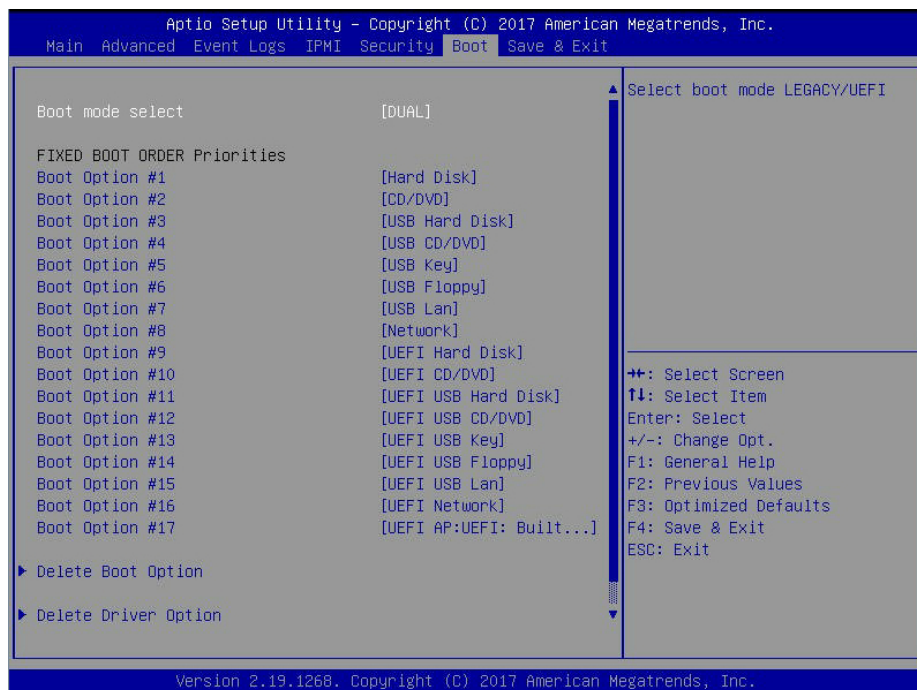 Aptio Setup Utility – Copyright (C) 2017 American Megatrends, Inc.
Main Advanced Event Logs IPMI Security Boot Save & Exit
Boot mode select [DUAL]
FIXED BOOT ORDER Priorities
Boot Option #1 [Hard Disk]
Boot Option #2 [CD/DVD]
Boot Option #3 [USB Hard Disk]
Boot Option #4 [USB CD/DVD]
Boot Option #5 [USB Key]
Boot Option #6 [USB Floppy]
Boot Option #7 [USB Lan]
Boot Option #8 [Network]
Boot Option #9 [UEFI Hard Disk]
Boot Option #10 [UEFI CD/DVD]
Boot Option #11 [UEFI USB Hard Disk]
Boot Option #12 [UEFI USB CD/DVD]
Boot Option #13 [UEFI USB Key]
Boot Option #14 [UEFI USB Floppy]
Boot Option #15 [UEFI USB Lan]
Boot Option #16 [UEFI Network]
Boot Option #17 [UEFI AP:UEFI: Built...]
Delete Boot Option
Delete Driver Option
Select boot mode LEGACY/UEFI
→←: Select Screen
↑↓: Select Item
Enter: Select
+/-: Change Opt.
F1: General Help
F2: Previous Values
F3: Optimized Defaults
F4: Save & Exit
ESC: Exit
Version 2.19.1268. Copyright (C) 2017 American Megatrends, Inc.